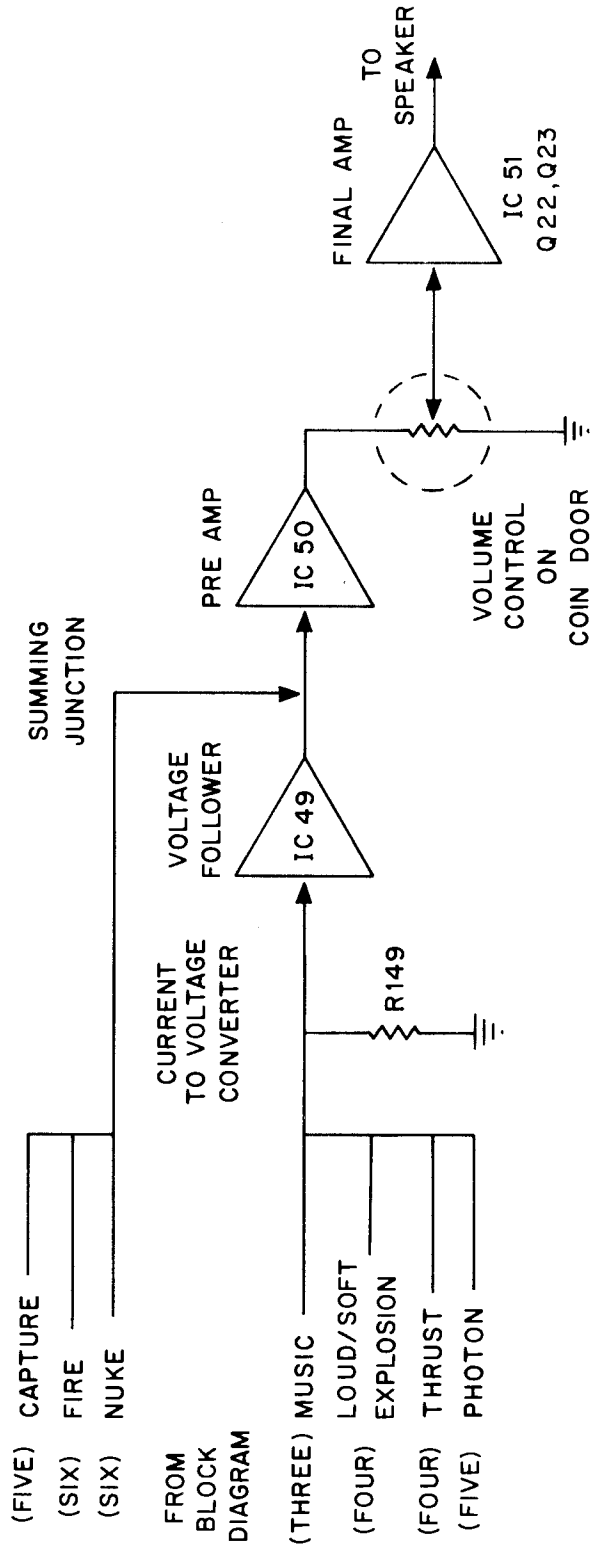 (FIVE) CAPTURE
(SIX) FIRE
(SIX) NUKE
FROM
BLOCK
DIAGRAM
(THREE) MUSIC
LOUD/SOFT
(FOUR) EXPLOSION
(FOUR) THRUST
(FIVE) PHOTON
CURRENT
TO VOLTAGE
CONVERTER
R149
VOLTAGE
FOLLOWER
IC 49
SUMMING
JUNCTION
PRE AMP
IC 50
VOLUME
CONTROL
ON
COIN DOOR
FINAL AMP
IC 51
Q22,Q23
TO
SPEAKER